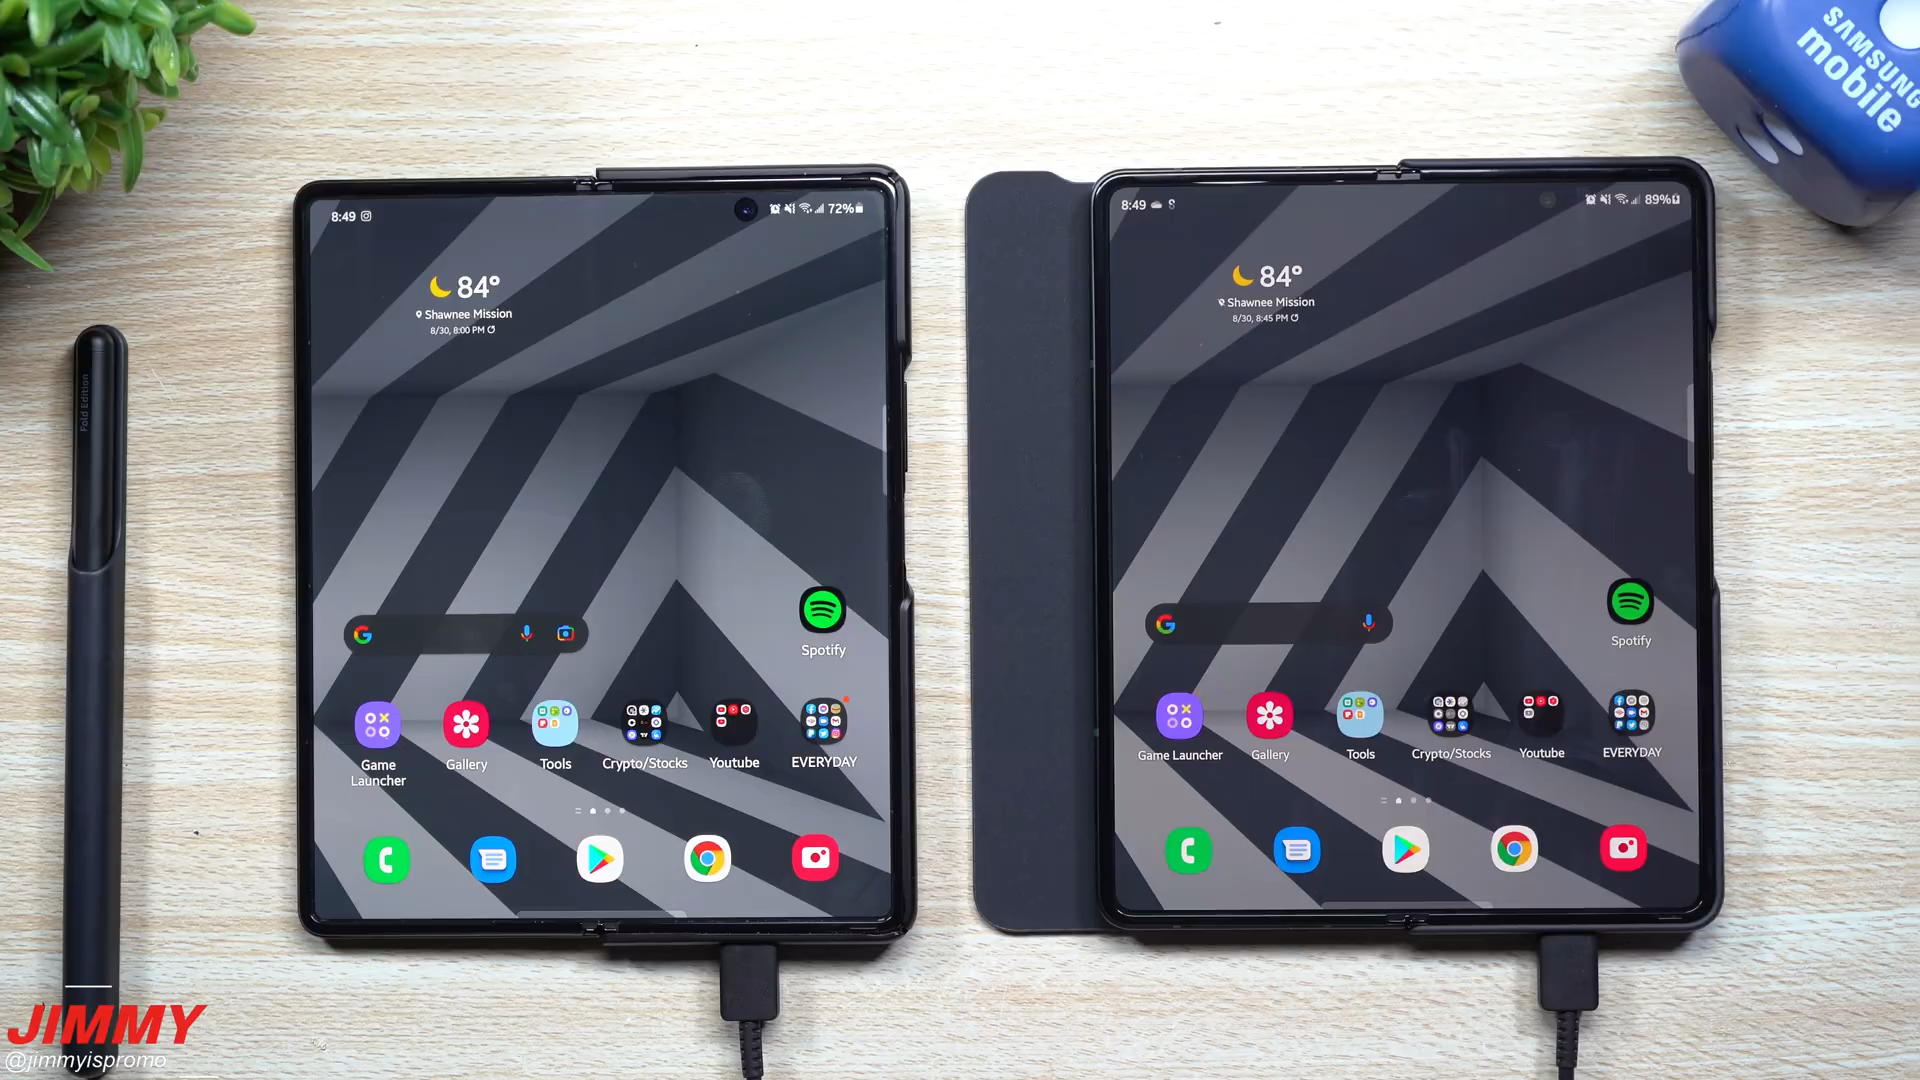 SAMSUNG
mobile
Fold Edition
8:49
72%
84°
Shawnee Mission
8/30, 8:00 PM
Spotify
Game
Launcher
Gallery
Tools
Crypto/Stocks
Youtube
EVERYDAY
8:49
89%
84°
Shawnee Mission
8/30, 8:45 PM
Spotify
Game Launcher
Gallery
Tools
Crypto/Stocks
Youtube
EVERYDAY
JIMMY
@jimmyispromo